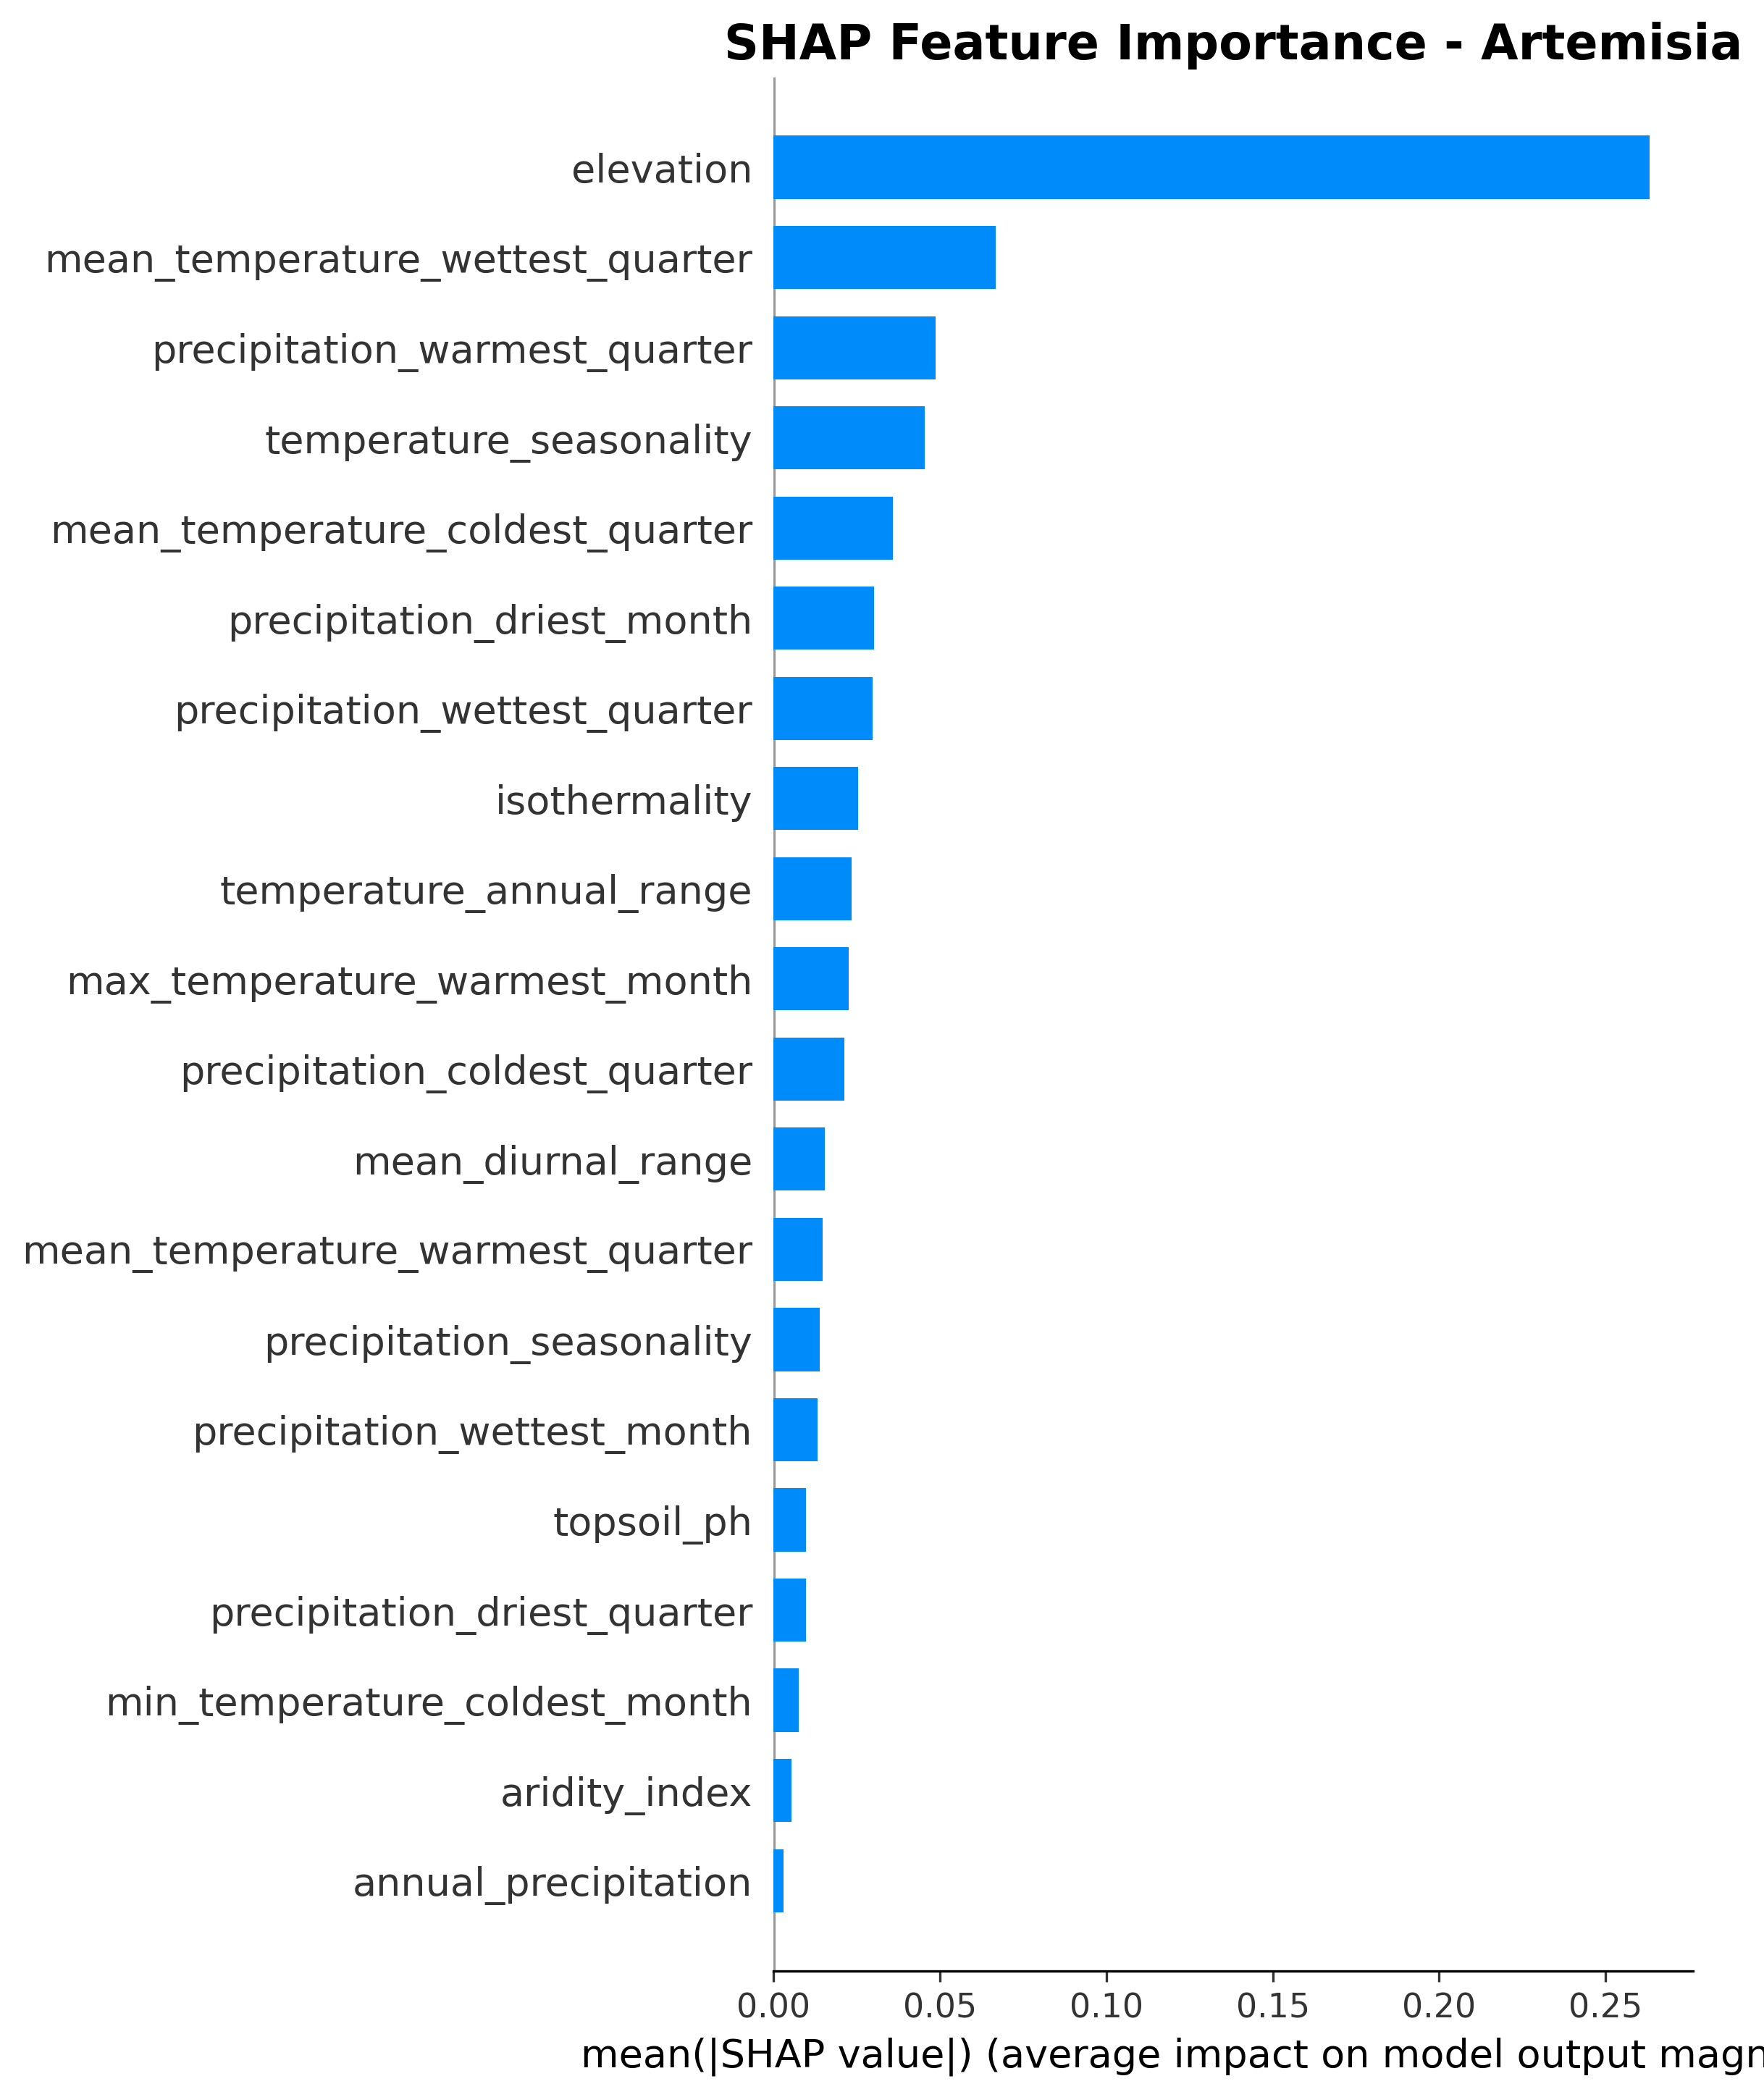 SHAP Feature Importance - Artemisia
elevation
mean_temperature_wettest_quarter
precipitation_warmest_quarter
temperature_seasonality
mean_temperature_coldest_quarter
precipitation_driest_month
precipitation_wettest_quarter
isothermality
temperature_annual_range
max_temperature_warmest_month
precipitation_coldest_quarter
mean_diurnal_range
mean_temperature_warmest_quarter
precipitation_seasonality
precipitation_wettest_month
topsoil_ph
precipitation_driest_quarter
min_temperature_coldest_month
aridity_index
annual_precipitation
0.00 0.05 0.10 0.15 0.20 0.25
mean(|SHAP value|) (average impact on model output magn